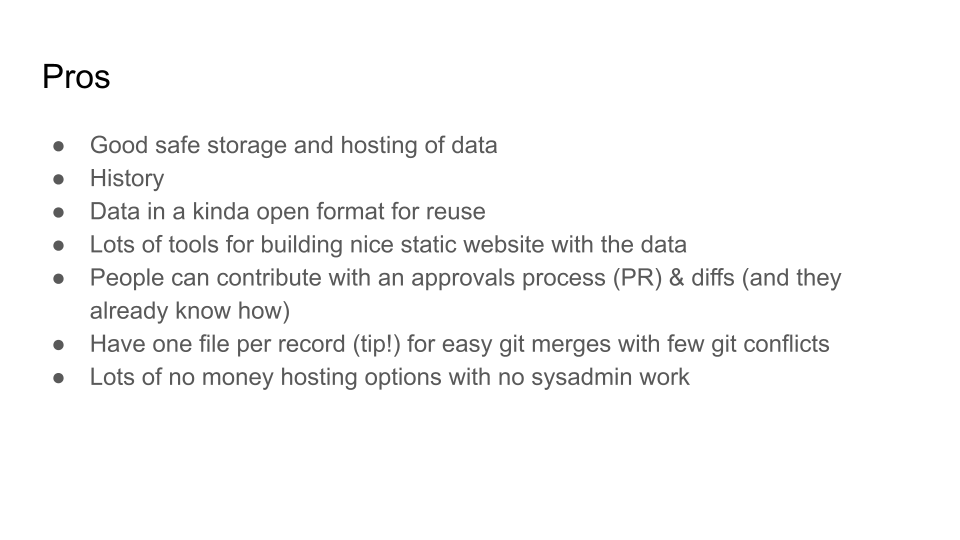 Pros
● Good safe storage and hosting of data
● History
● Data in a kinda open format for reuse
● Lots of tools for building nice static website with the data
● People can contribute with an approvals process (PR) & diffs (and they
already know how)
● Have one file per record (tip!) for easy git merges with few git conflicts
● Lots of no money hosting options with no sysadmin work